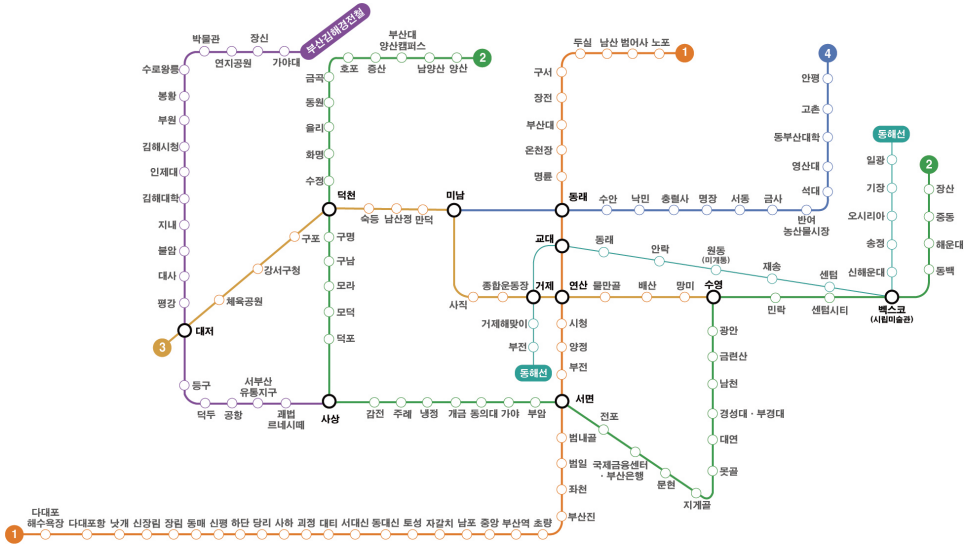 부산김해경전철
박물관
연지공원
장신
가야대
수로왕릉
봉황
부원
김해시청
인제대
김해대학
지내
불암
대사
평강
대저
등구
덕두
공항
서부산
유통지구
괘법
르네시떼
사상
3
체육공원
강서구청
구포
덕천
숙등
남산정
만덕
미남
사직
종합운동장
거제
연산
물만골
배산
망미
수영
2
양산
남양산
부산대
양산캠퍼스
증산
호포
금곡
동원
율리
화명
수정
구명
구남
모라
모덕
덕포
감전
주례
냉정
개금
동의대
가야
부암
서면
전포
국제금융센터
· 부산은행
문현
지게골
못골
대연
경성대 · 부경대
남천
금련산
광안
민락
센텀시티
벡스코
(시립미술관)
동백
해운대
중동
장산
2
1
노포
범어사
남산
두실
구서
장전
부산대
온천장
명륜
동래
교대
시청
양정
부전
범내골
범일
좌천
부산진
초량
부산역
중앙
남포
자갈치
토성
동대신
서대신
대티
괴정
사하
당리
하단
신평
동매
장림
신장림
낫개
다대포항
다대포
해수욕장
1
4
안평
고촌
동부산대학
영산대
석대
반여
농산물시장
금사
서동
명장
충렬사
낙민
수안
동해선
일광
기장
오시리아
송정
신해운대
센텀
재송
원동
(미개통)
안락
동래
거제해맞이
부전
동해선